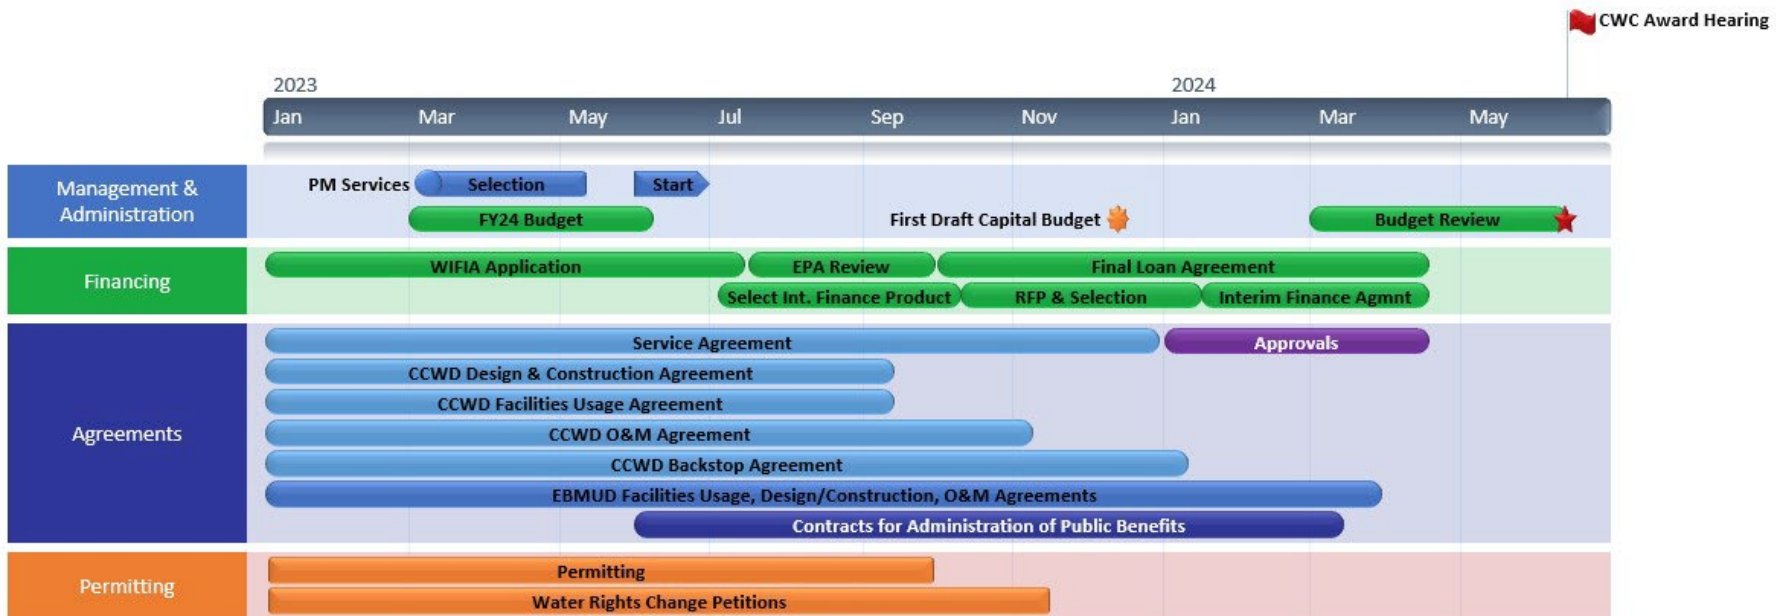 CWC Award Hearing
2023
2024
Jan
Mar
May
Jul
Sep
Nov
Jan
Mar
May
Management &
Administration
PM Services
Selection
Start
FY24 Budget
First Draft Capital Budget
Budget Review
Financing
WIFIA Application
EPA Review
Final Loan Agreement
Select Int. Finance Product
RFP & Selection
Interim Finance Agmnt
Agreements
Service Agreement
Approvals
CCWD Design & Construction Agreement
CCWD Facilities Usage Agreement
CCWD O&M Agreement
CCWD Backstop Agreement
EBMUD Facilities Usage, Design/Construction, O&M Agreements
Contracts for Administration of Public Benefits
Permitting
Permitting
Water Rights Change Petitions